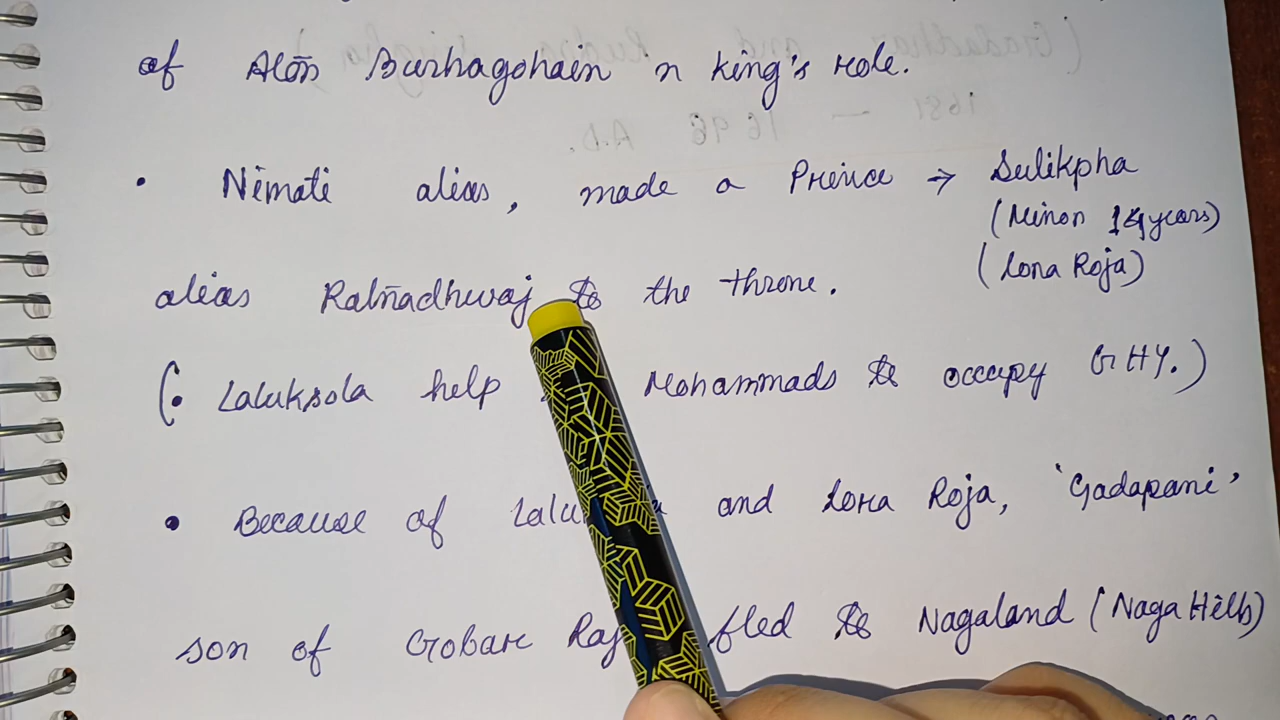 of Alon Burhagohain n king's role.
• Nimati alias, made a Prince → Sulikpha
(Minor 14 years)
(Lora Roja)
alias Ratnadhwaj to the throne.
(• Laluksola help Mohammads to occupy GHY.)
• Because of and Lora Roja, 'Gadapani'
son of Gobar fled to Nagaland (Naga Hills)